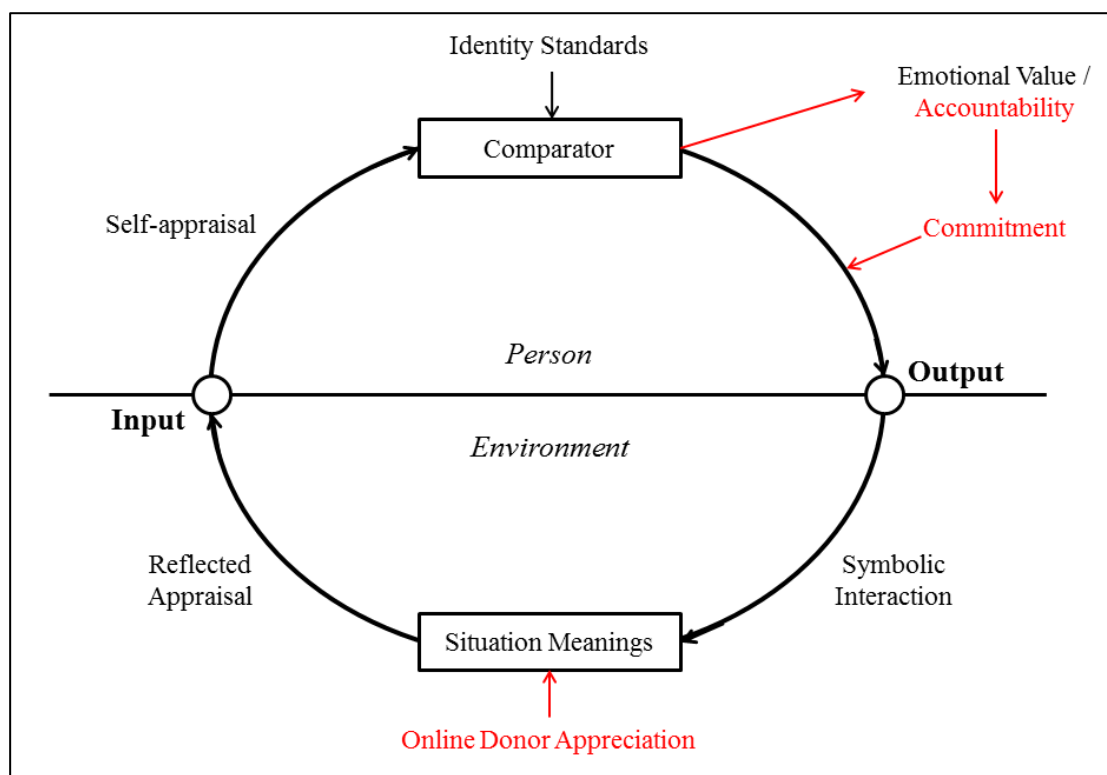 Identity Standards
Emotional Value /
Accountability
Comparator
Self-appraisal
Commitment
Person
Output
Input
Environment
Reflected
Appraisal
Symbolic
Interaction
Situation Meanings
Online Donor Appreciation